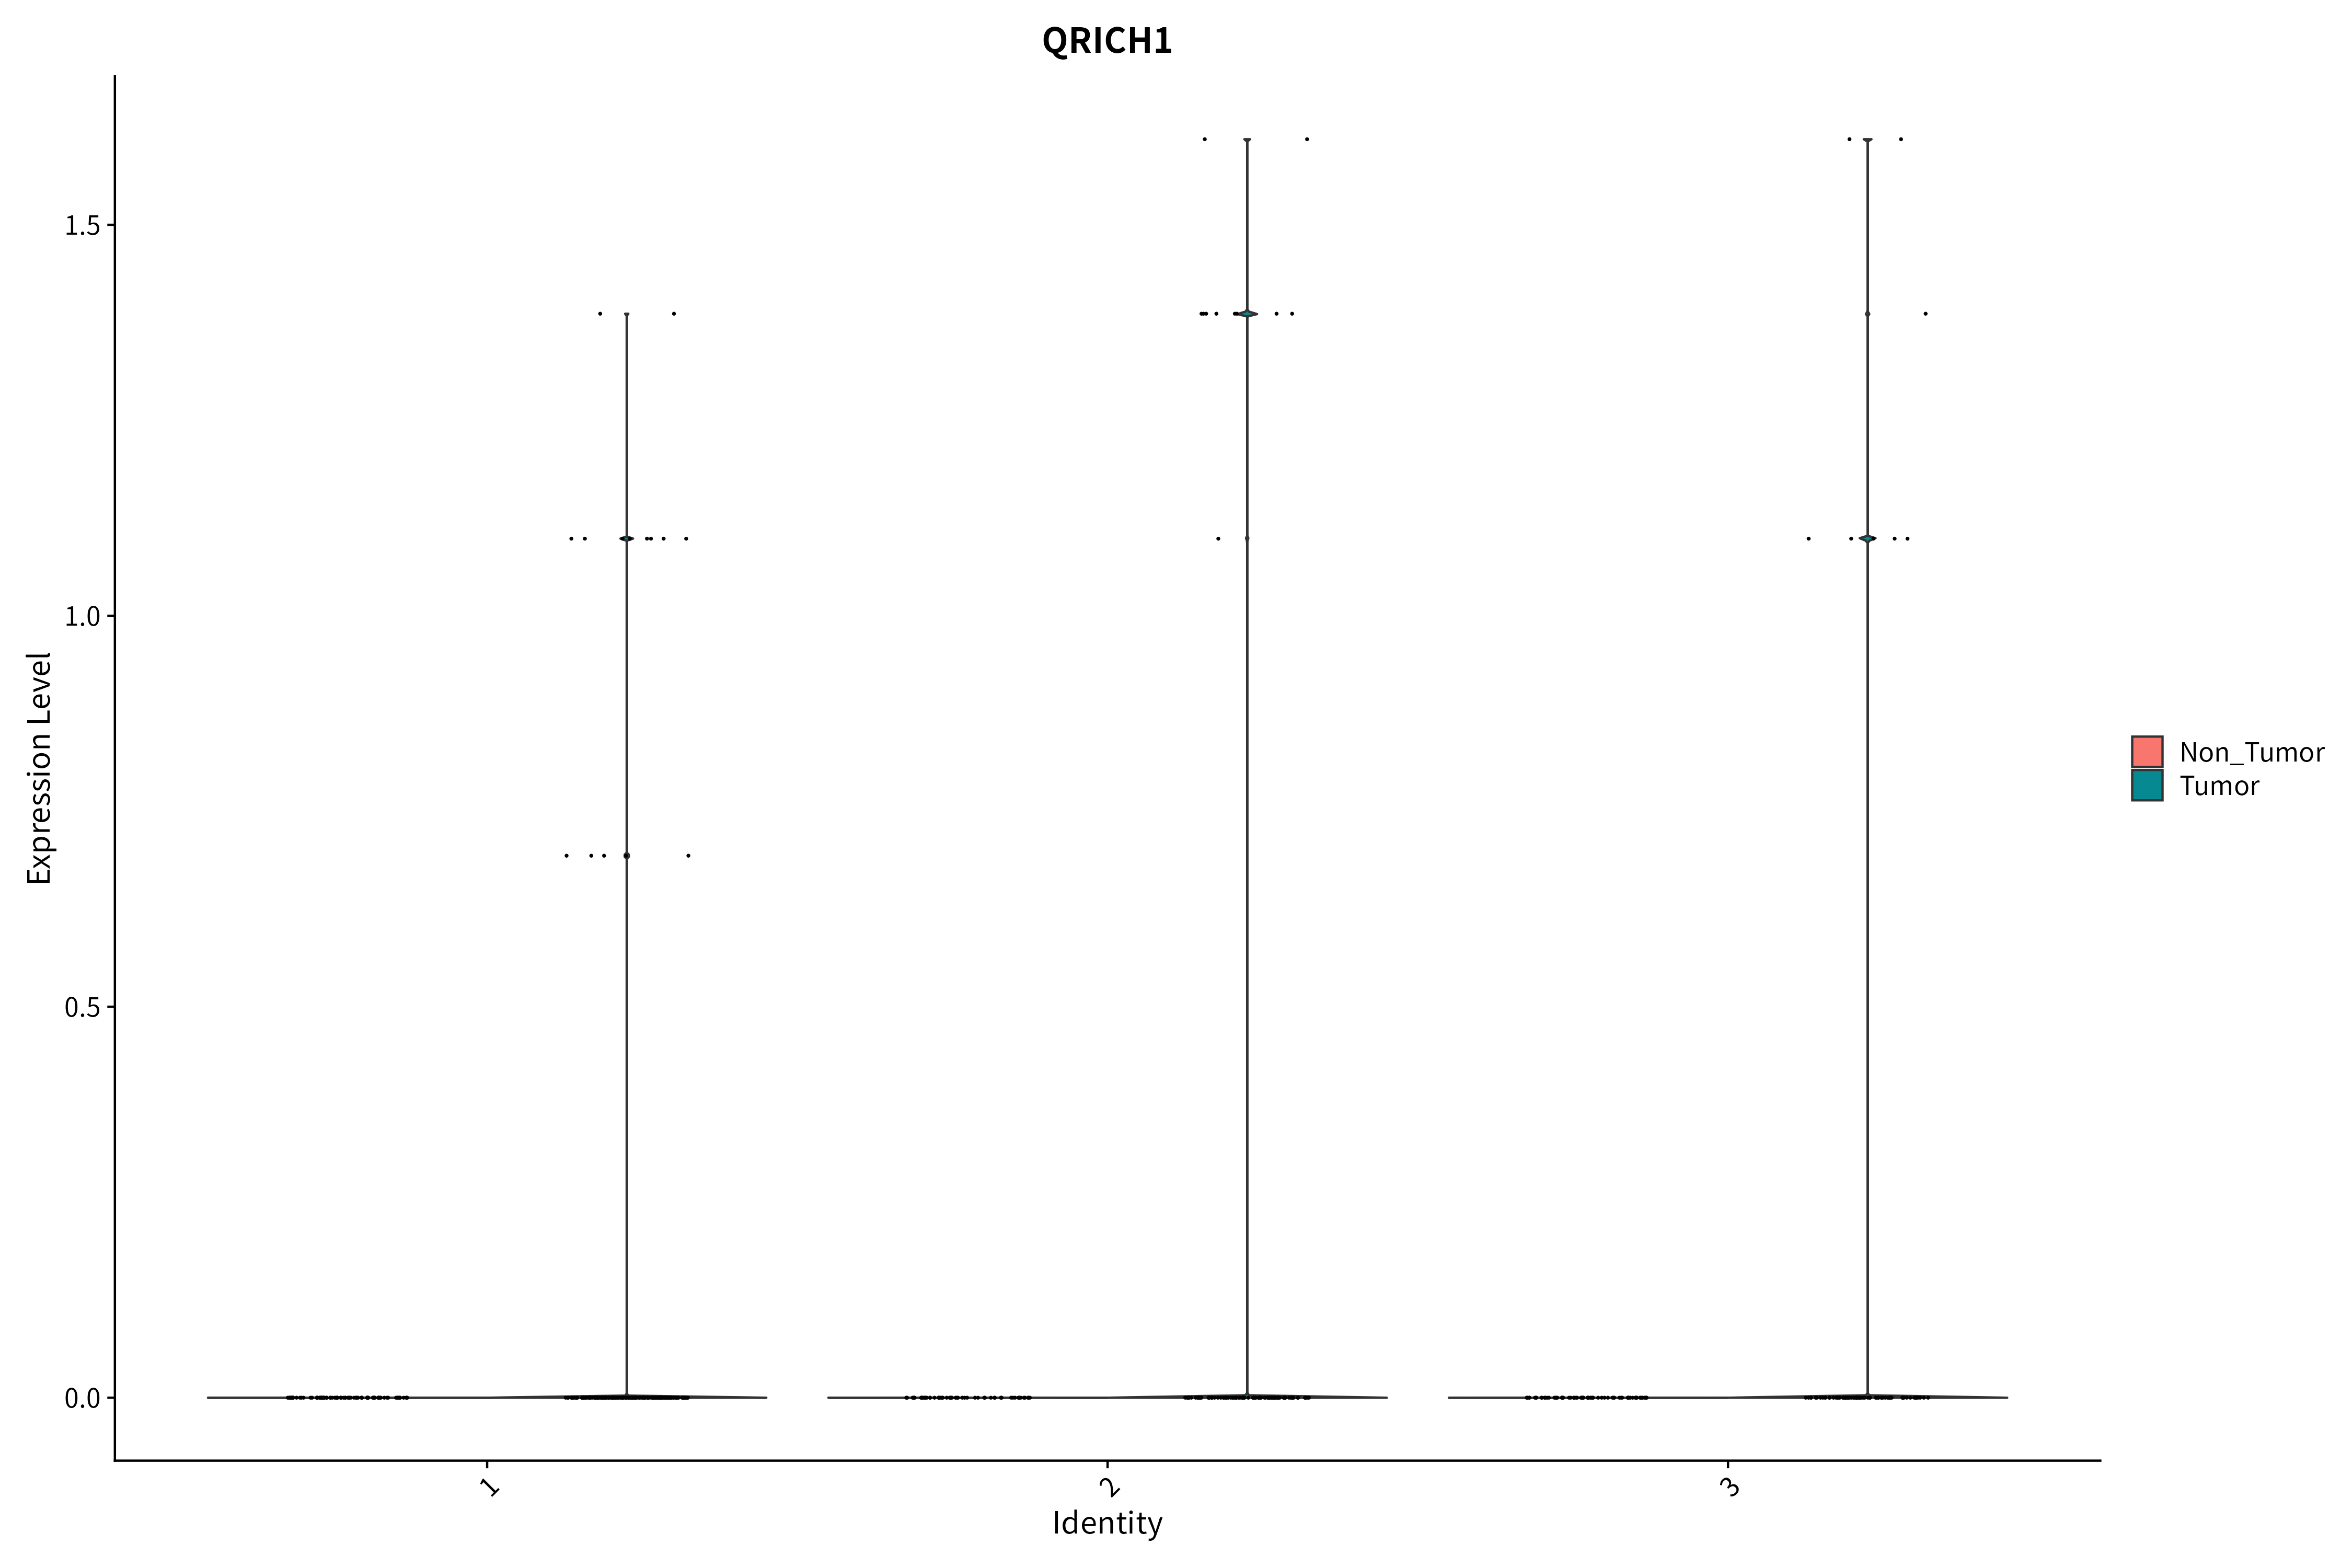 QRICH1
Expression Level
1.5
1.0
0.5
0.0
1
2
3
Identity
Non_Tumor
Tumor